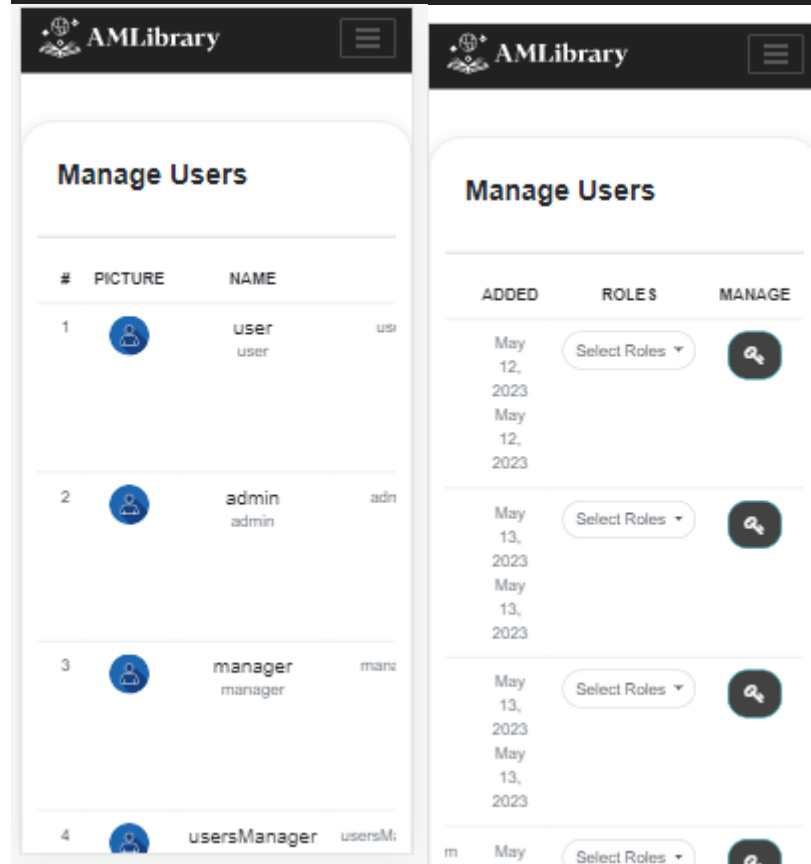 AMLibrary
Manage Users
# PICTURE NAME
1 user
user
2 admin
admin
3 manager
manager
4 usersManager
AMLibrary
Manage Users
ADDED ROLES MANAGE
May
12,
2023
May
12,
2023
Select Roles
May
13,
2023
May
13,
2023
Select Roles
May
13,
2023
May
13,
2023
Select Roles
m May
Select Roles